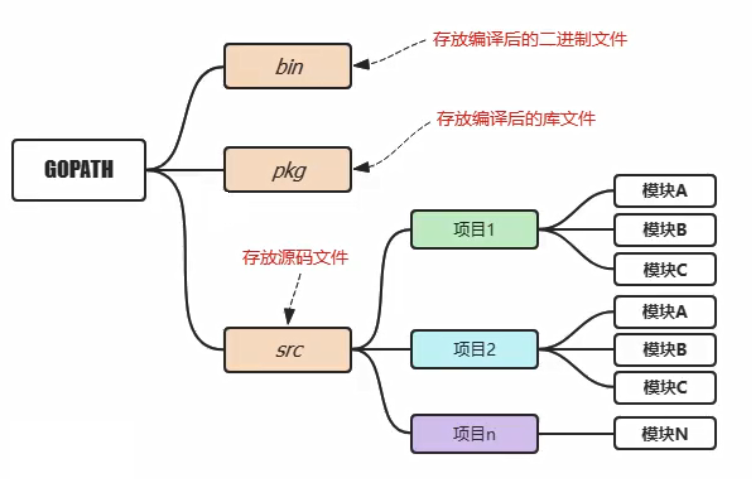 存放编译后的二进制文件
bin
存放编译后的库文件
GOPATH
pkg
模块A
项目1
模块B
存放源码文件
模块C
模块A
src
项目2
模块B
模块C
项目n
模块N